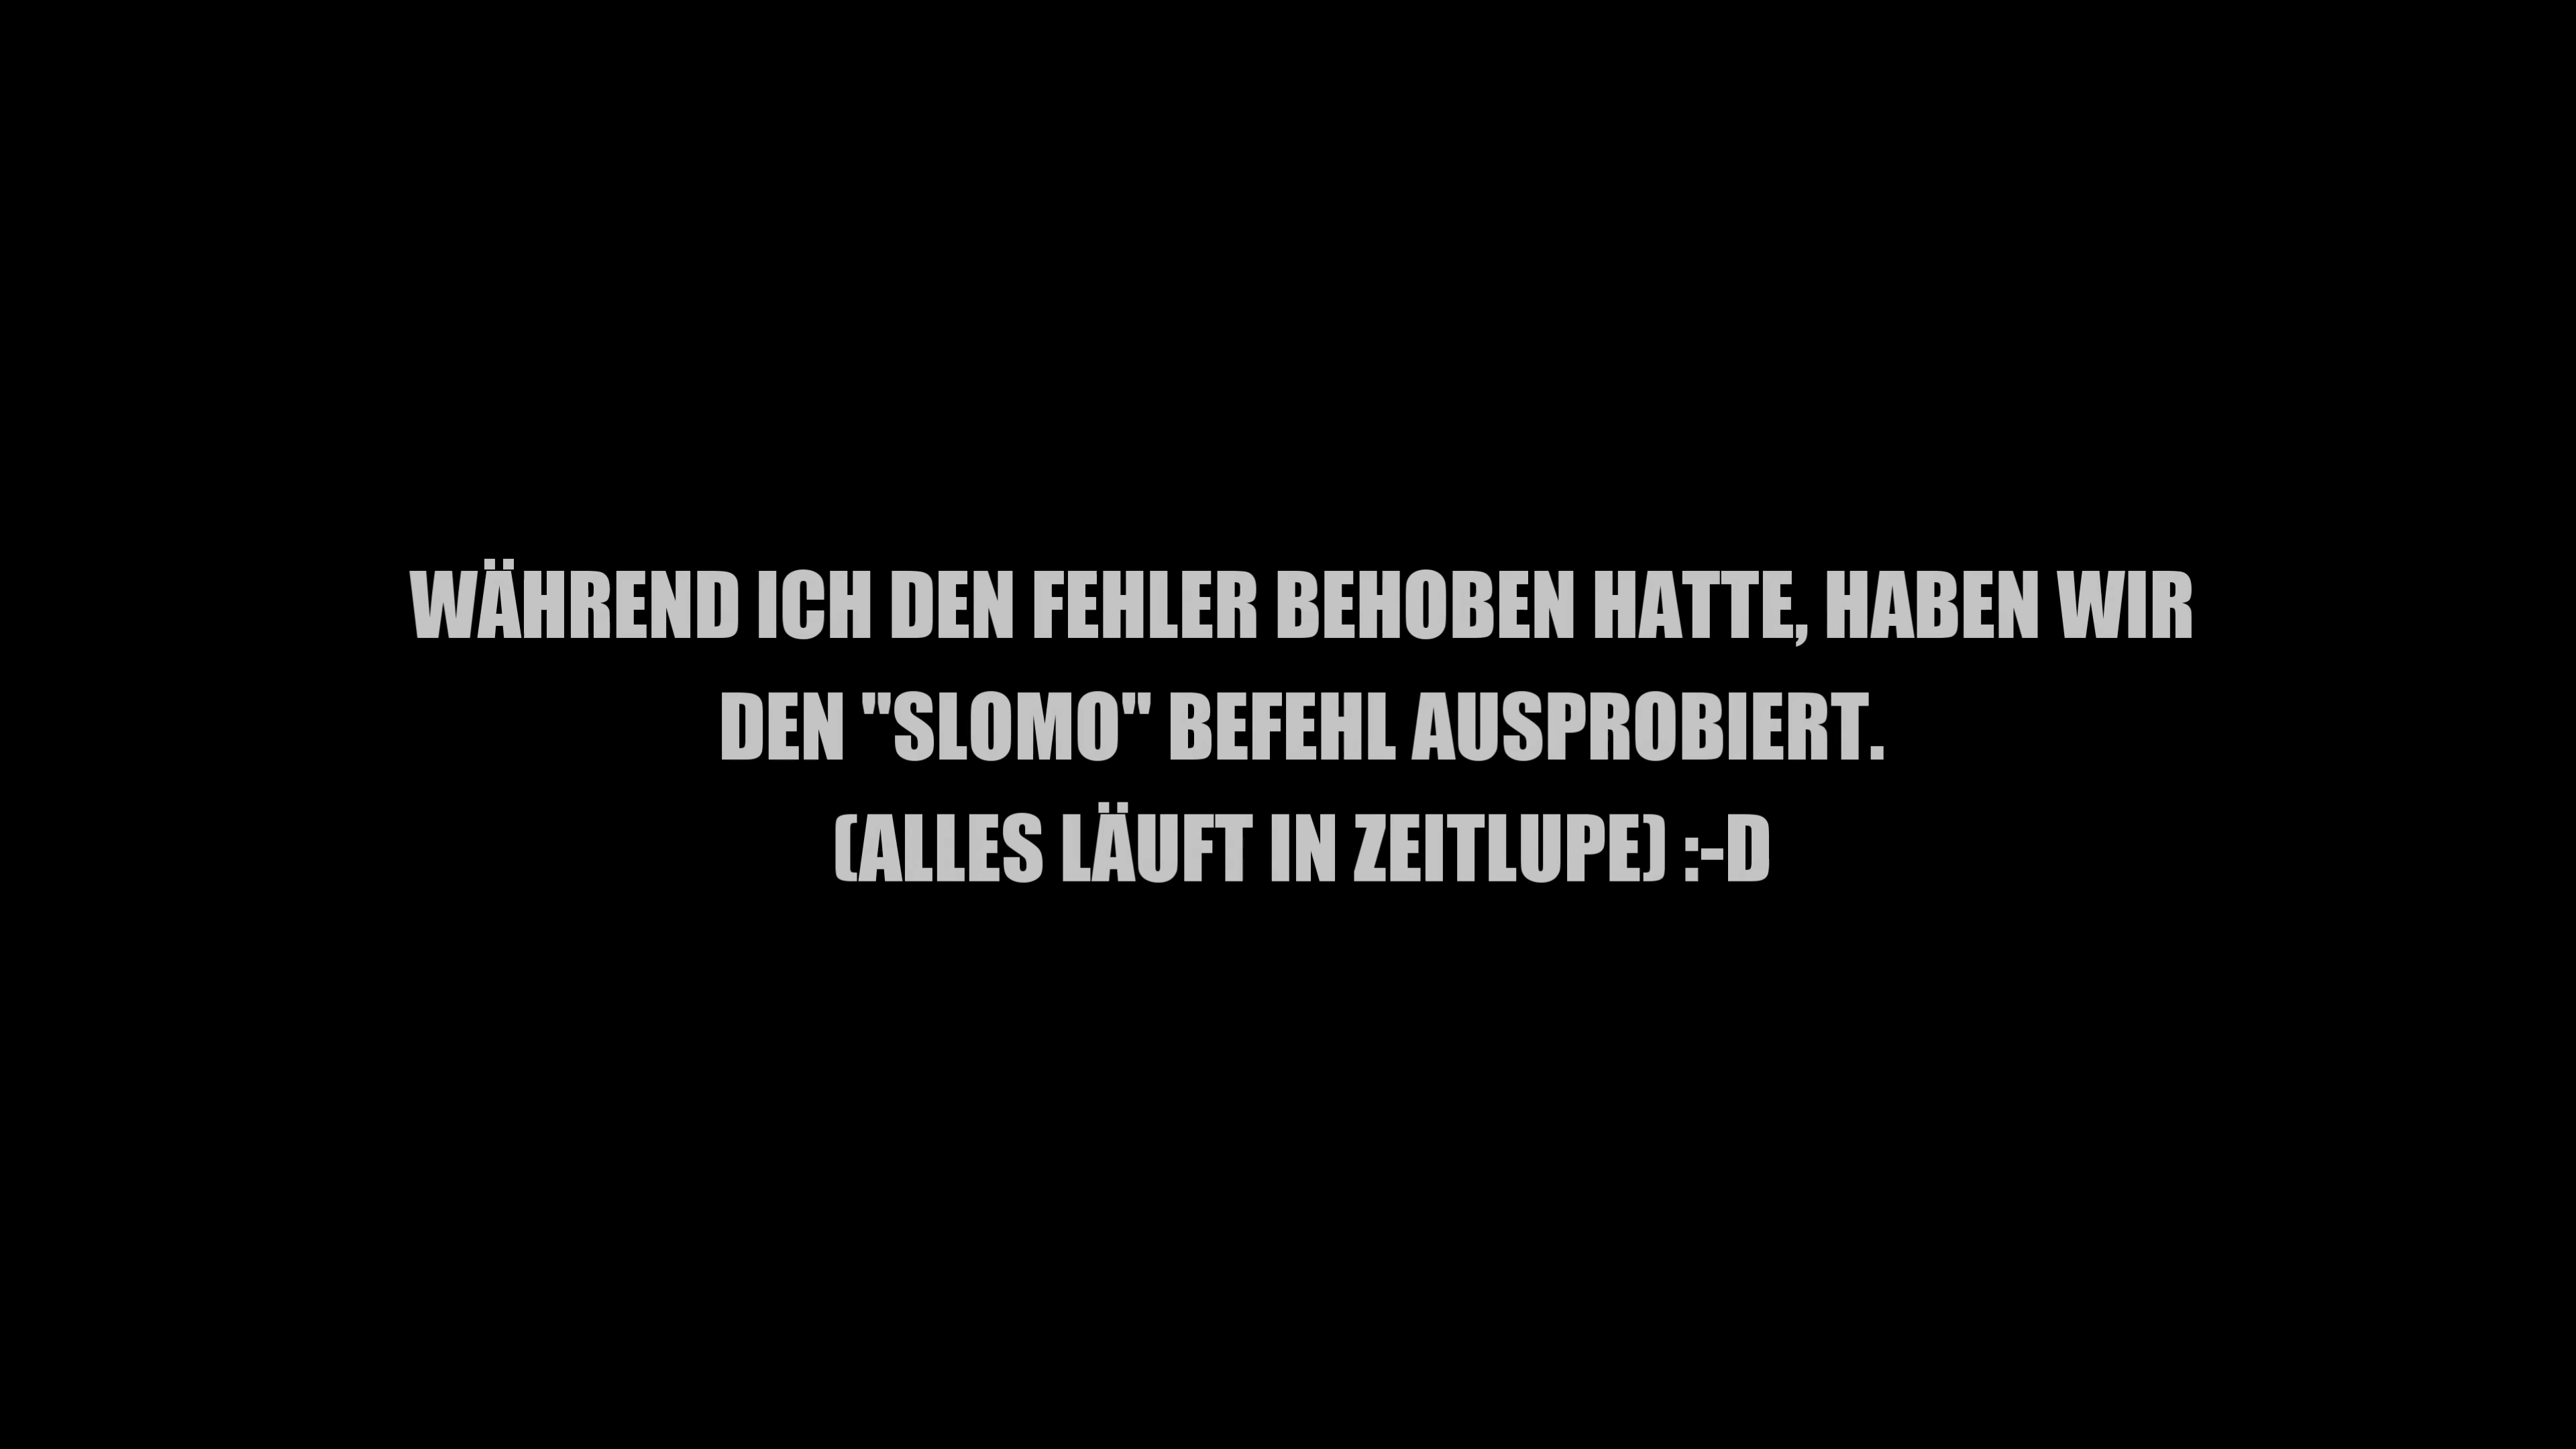 WÄHREND ICH DEN FEHLER BEHOBEN HATTE, HABEN WIR
DEN "SLOMO" BEFEHL AUSPROBIERT.
(ALLES LÄUFT IN ZEITLUPE) :-D